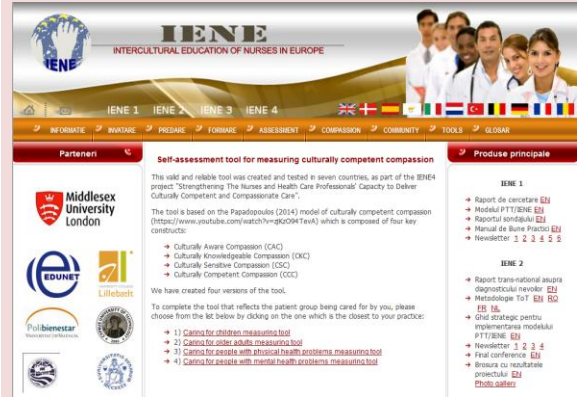 IENE
INTERCULTURAL EDUCATION OF NURSES IN EUROPE
IENE
IENE 1 IENE 2 IENE 3 IENE 4
INFORMATIE INVATARE PREDARE FORMARE ASSESSMENT COMPASSION COMMUNITY TOOLS GLOSAR
Parteneri
Middlesex
University
London
EDUNET
Lillebælt
Polibienestar
Self-assessment tool for measuring culturally competent compassion
This valid and reliable tool was created and tested in seven countries, as part of the IENE4
project "Strengthening The Nurses and Health Care Professionals' Capacity to Deliver
Culturally Competent and Compassionate Care".
The tool is based on the Papadopoulos (2014) model of culturally competent compassion
(https://www.youtube.com/watch?v=zjKzO94TevA) which is composed of four key
constructs:
Culturally Aware Compassion (CAC)
Culturally Knowledgeable Compassion (CKC)
Culturally Sensitive Compassion (CSC)
Culturally Competent Compassion (CCC)
We have created four versions of the tool.
To complete the tool that reflects the patient group being cared for by you, please
choose from the list below by clicking on the one which is the closest to your practice:
1) Caring for children measuring tool
2) Caring for older adults measuring tool
3) Caring for people with physical health problems measuring tool
4) Caring for people with mental health problems measuring tool
Produse principale
IENE 1
Raport de cercetare EN
Modelul PTT/IENE EN
Raportul sondajului EN
Manual de Bune Practici EN
Newsletter 1 2 3 4 5 6
IENE 2
Raport trans-national asupra
diagnosticului nevoilor EN
Metodologie ToT EN RO
FR NL
Ghid strategic pentru
implementarea modelului
PTT/IENE EN
Newsletter 1 2 3 4
Final conference EN
Brosura cu rezultatele
proiectului EN
Photo galleri